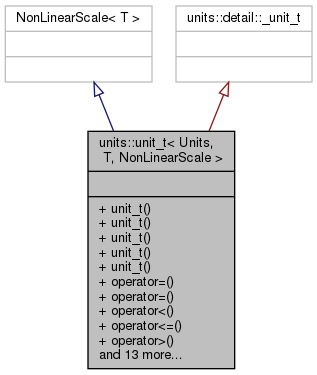 NonLinearScale< T >
units::detail::_unit_t
units::unit_t< Units,
T, NonLinearScale >
+ unit_t()
+ unit_t()
+ unit_t()
+ unit_t()
+ unit_t()
+ operator=()
+ operator=()
+ operator<()
+ operator<=()
+ operator>()
and 13 more...